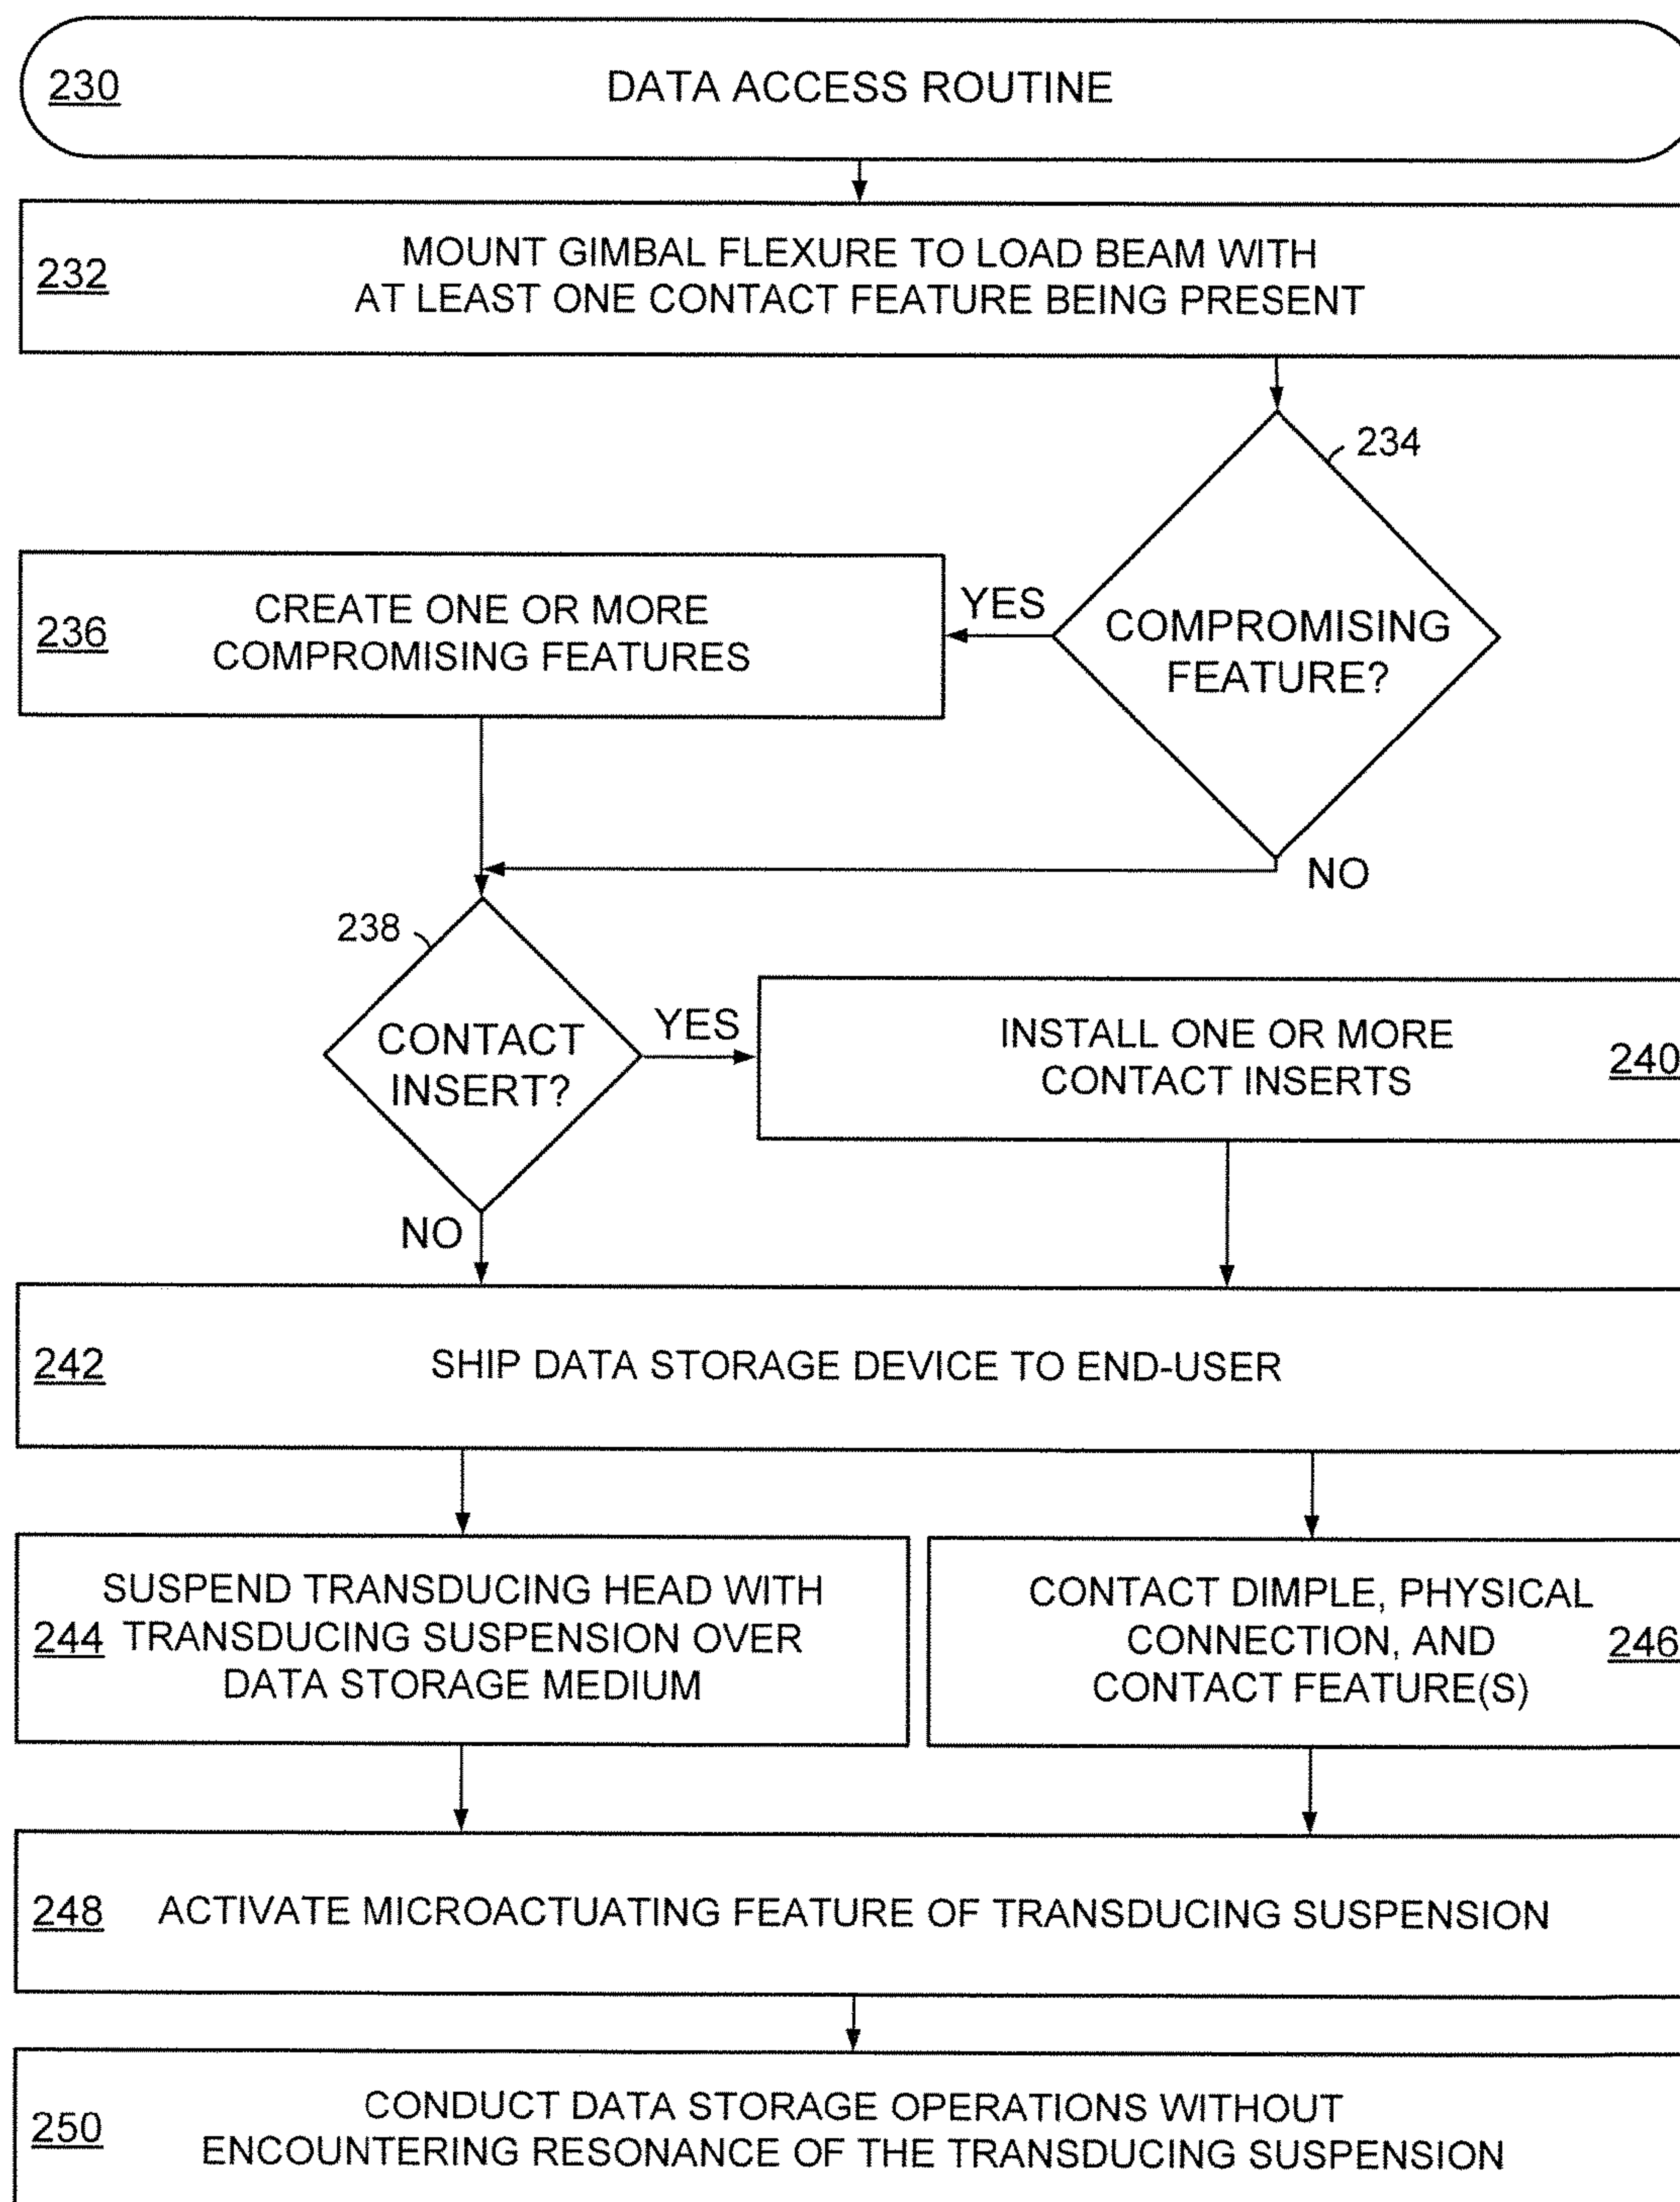 230
DATA ACCESS ROUTINE
232
MOUNT GIMBAL FLEXURE TO LOAD BEAM WITH
AT LEAST ONE CONTACT FEATURE BEING PRESENT
234
COMPROMISING
FEATURE?
YES
NO
236
CREATE ONE OR MORE
COMPROMISING FEATURES
238
CONTACT
INSERT?
YES
NO
INSTALL ONE OR MORE
CONTACT INSERTS
240
242
SHIP DATA STORAGE DEVICE TO END-USER
244
SUSPEND TRANSDUCING HEAD WITH
TRANSDUCING SUSPENSION OVER
DATA STORAGE MEDIUM
CONTACT DIMPLE, PHYSICAL
CONNECTION, AND
CONTACT FEATURE(S)
246
248
ACTIVATE MICROACTUATING FEATURE OF TRANSDUCING SUSPENSION
250
CONDUCT DATA STORAGE OPERATIONS WITHOUT
ENCOUNTERING RESONANCE OF THE TRANSDUCING SUSPENSION